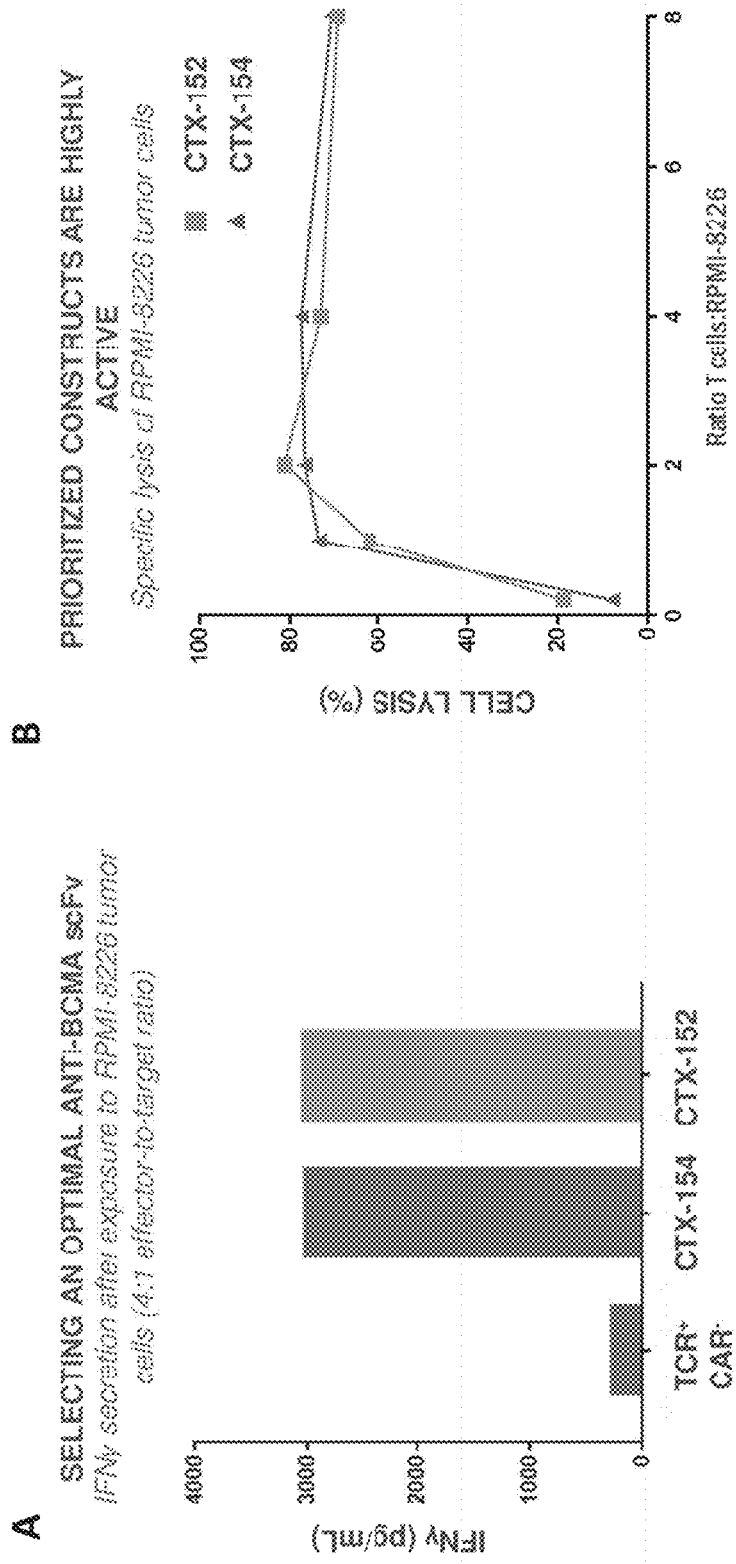 A
SELECTING AN OPTIMAL ANTI-BCMA scFv
IFNγ secretion after exposure to RPMI-8226 tumor
cells (4:1 effector-to-target ratio)
IFNγ (pg/mL)
4000
3000
2000
1000
0
TCR+
CAR-
CTX-154
CTX-152
B
PRIORITIZED CONSTRUCTS ARE HIGHLY
ACTIVE
Specific lysis of RPMI-8226 tumor cells
CTX-152
CTX-154
CELL LYSIS (%)
100
80
60
40
20
0
0
2
4
6
8
Ratio T cells:RPMI-8226